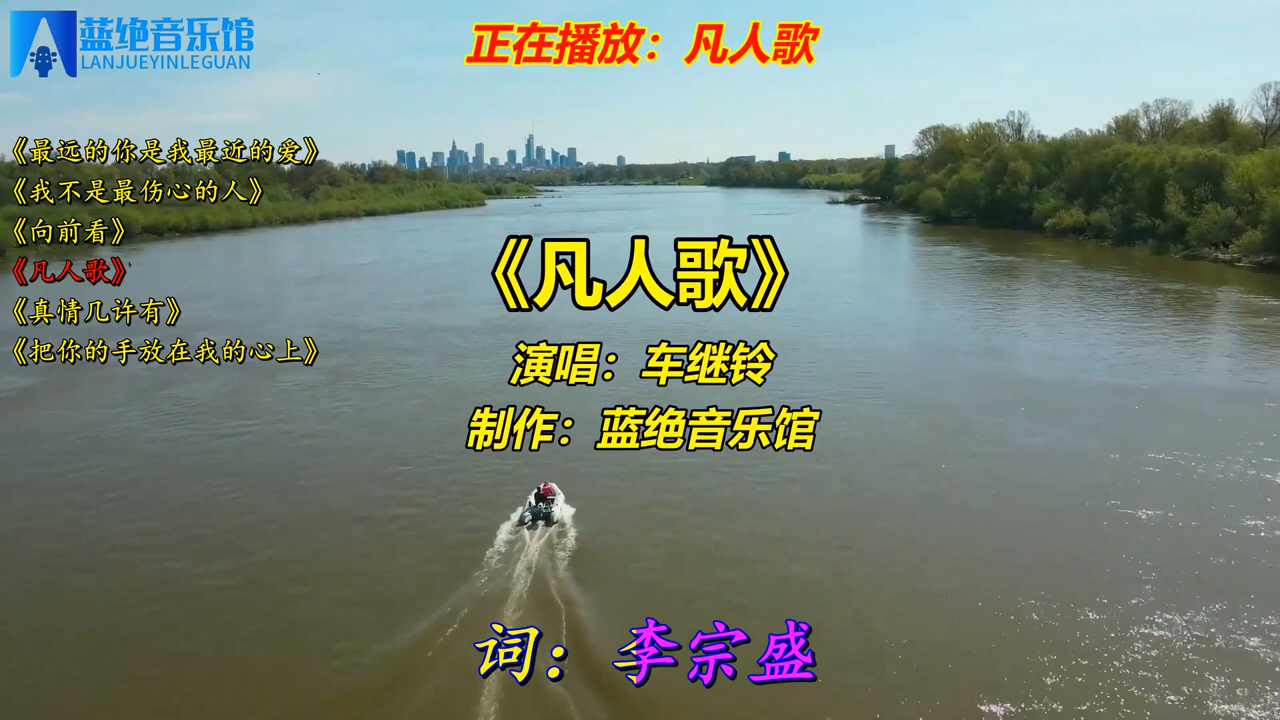 蓝绝音乐馆
LANJUEYINLEGUAN
正在播放：凡人歌
《最远的你是我最近的爱》
《我不是最伤心的人》
《向前看》
《凡人歌》
《真情几许有》
《把你的手放在我的心上》
《凡人歌》
演唱：车继铃
制作：蓝绝音乐馆
词：李宗盛